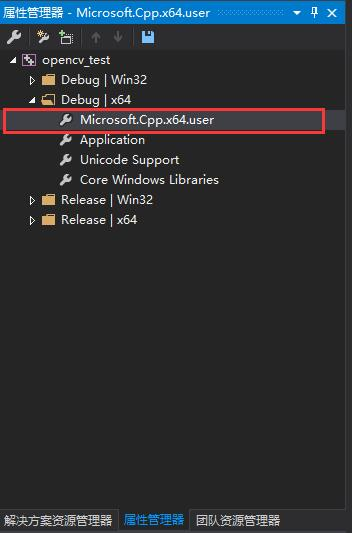 属性管理器 - Microsoft.Cpp.x64.user
opencv_test
Debug | Win32
Debug | x64
Microsoft.Cpp.x64.user
Application
Unicode Support
Core Windows Libraries
Release | Win32
Release | x64
解决方案资源管理器 属性管理器 团队资源管理器